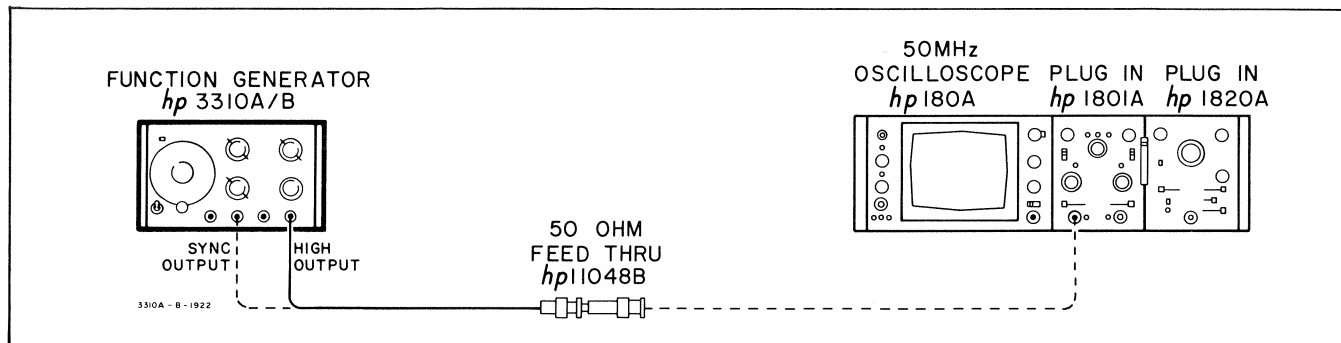 FUNCTION GENERATOR
hp 3310A/B
SYNC
OUTPUT
HIGH
OUTPUT
3310A-B-1922
50 OHM
FEED THRU
hp11048B
50MHz
OSCILLOSCOPE
hp 180A
PLUG IN
hp 1801A
PLUG IN
hp 1820A